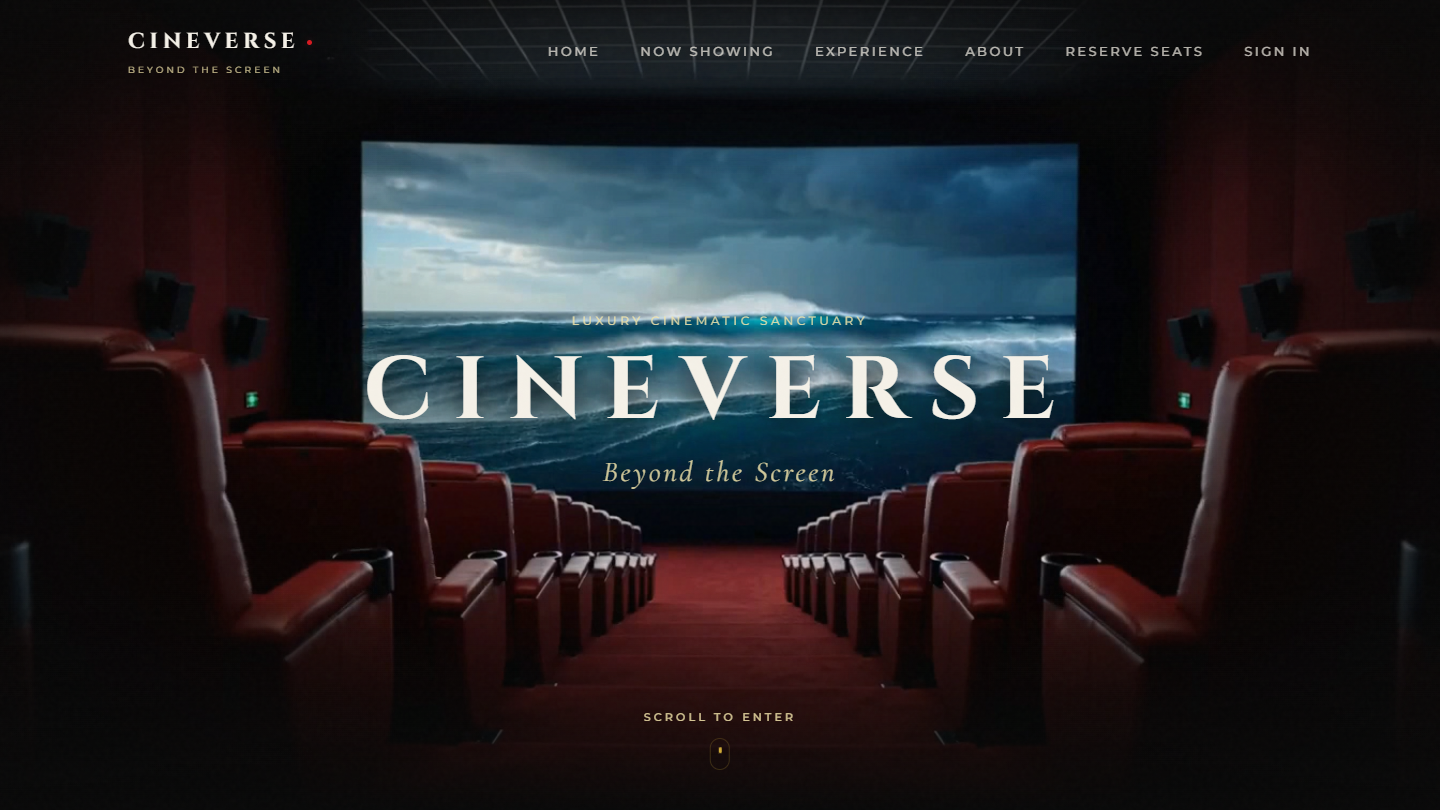 CINEVERSE
BEYOND THE SCREEN
HOME NOW SHOWING EXPERIENCE ABOUT RESERVE SEATS SIGN IN
LUXURY CINEMATIC SANCTUARY
CINEVERSE
Beyond the Screen
SCROLL TO ENTER